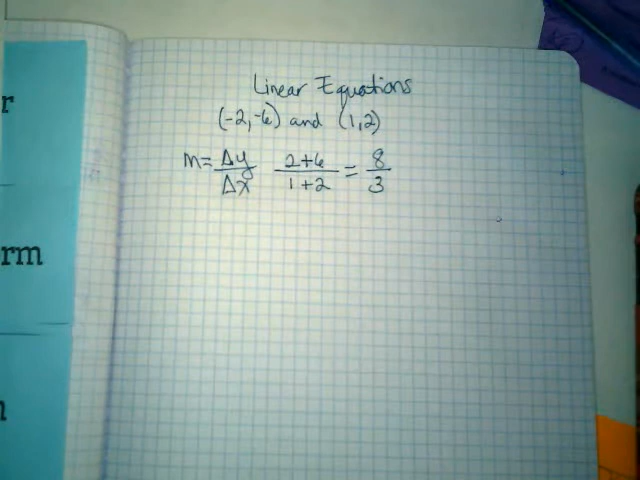 r
rm
Linear Equations
(-2,-6) and (1,2)
m=Δy/Δx (2+6)/(1+2) = 8/3